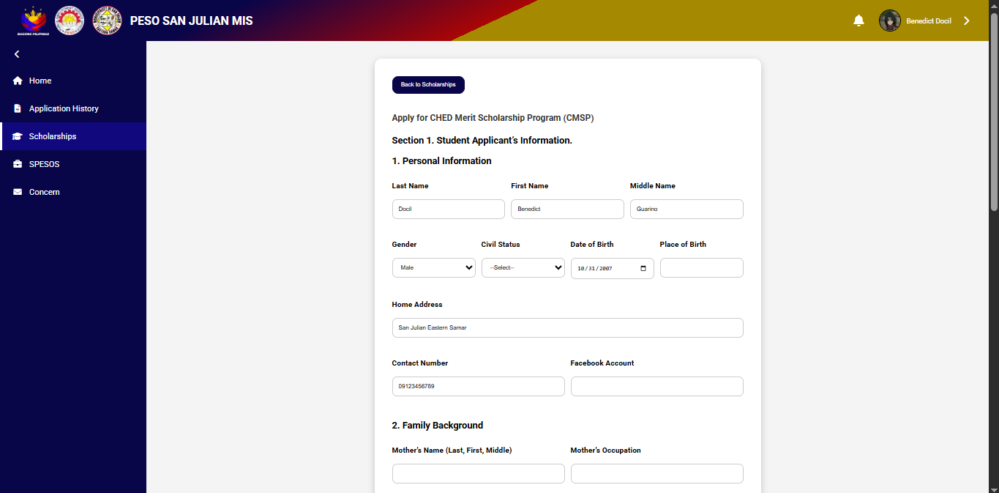 BAGONG PILIPINAS
PESO SAN JULIAN MIS
Benedict Docil
Home
Application History
Scholarships
SPESOS
Concern
Back to Scholarships
Apply for CHED Merit Scholarship Program (CMSP)
Section 1. Student Applicant's Information.
1. Personal Information
Last Name First Name Middle Name
Docil Benedict Guarino
Gender Civil Status Date of Birth Place of Birth
Male --Select-- 10/31/2007
Home Address
San Julian Eastern Samar
Contact Number Facebook Account
09123456789
2. Family Background
Mother's Name (Last, First, Middle) Mother's Occupation